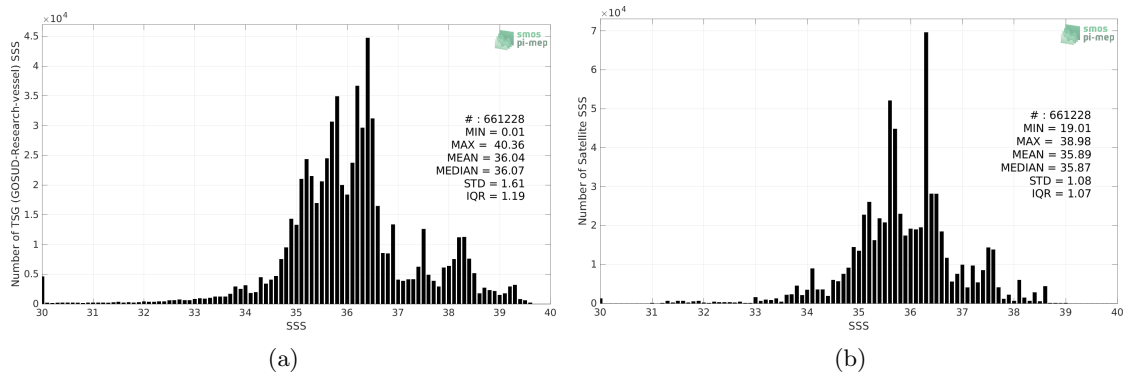 ×10⁴
4.5
4
3.5
3
2.5
2
1.5
1
0.5
0
Number of TSG (GOSUD-Research-vessel) SSS
smos
pi-mep
# : 661228
MIN = 0.01
MAX = 40.36
MEAN = 36.04
MEDIAN = 36.07
STD = 1.61
IQR = 1.19
30 31 32 33 34 35 36 37 38 39 40
SSS
(a)
×10⁴
7
6
5
4
3
2
1
0
Number of Satellite SSS
smos
pi-mep
# : 661228
MIN = 19.01
MAX = 38.98
MEAN = 35.89
MEDIAN = 35.87
STD = 1.08
IQR = 1.07
30 31 32 33 34 35 36 37 38 39 40
SSS
(b)